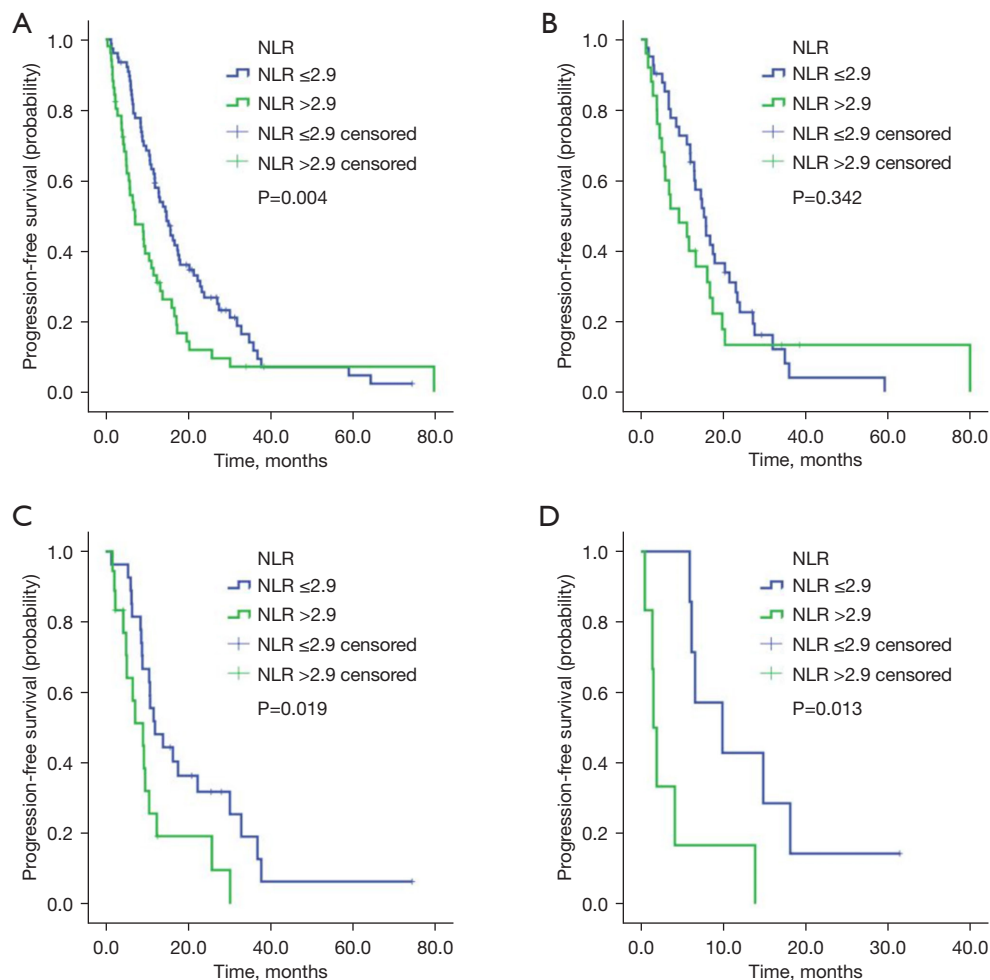 A
Progression-free survival (probability)
1.0
0.8
0.6
0.4
0.2
0.0
NLR
NLR ≤2.9
NLR >2.9
NLR ≤2.9 censored
NLR >2.9 censored
P=0.004
0.0 20.0 40.0 60.0 80.0
Time, months
B
Progression-free survival (probability)
1.0
0.8
0.6
0.4
0.2
0.0
NLR
NLR ≤2.9
NLR >2.9
NLR ≤2.9 censored
NLR >2.9 censored
P=0.342
0.0 20.0 40.0 60.0 80.0
Time, months
C
Progression-free survival (probability)
1.0
0.8
0.6
0.4
0.2
0.0
NLR
NLR ≤2.9
NLR >2.9
NLR ≤2.9 censored
NLR >2.9 censored
P=0.019
0.0 20.0 40.0 60.0 80.0
Time, months
D
Progression-free survival (probability)
1.0
0.8
0.6
0.4
0.2
0.0
NLR
NLR ≤2.9
NLR >2.9
NLR ≤2.9 censored
NLR >2.9 censored
P=0.013
0.0 10.0 20.0 30.0 40.0
Time, months